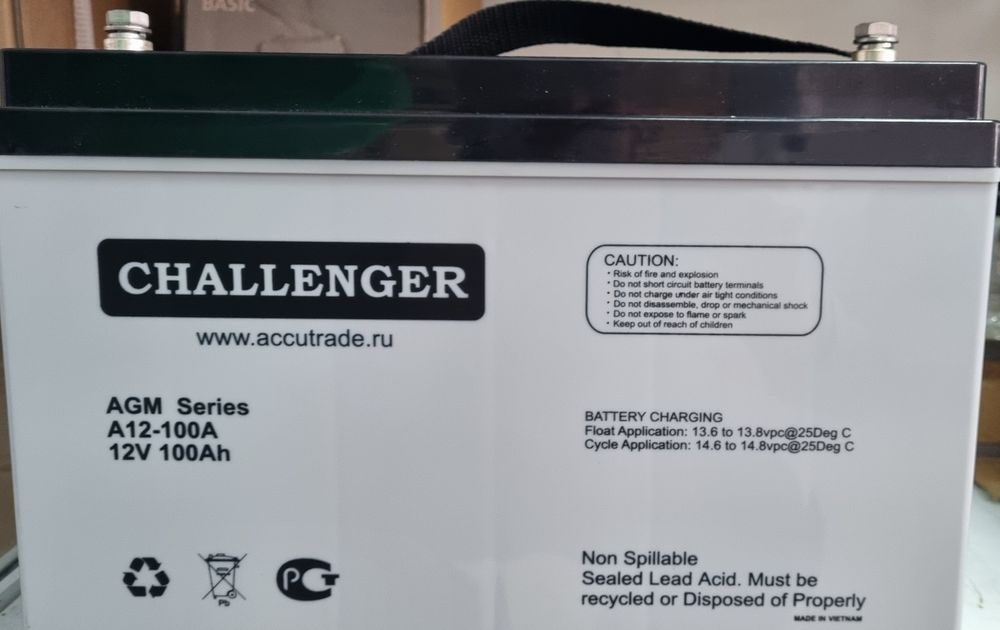 BASIC
CHALLENGER
www.accutrade.ru
AGM Series
A12-100A
12V 100Ah
Pb
CAUTION:
• Risk of fire and explosion
• Do not short circuit battery terminals
• Do not charge under air tight conditions
• Do not disassemble, drop or mechanical shock
• Do not expose to flame or spark
• Keep out of reach of children
BATTERY CHARGING
Float Application: 13.6 to 13.8vpc@25Deg C
Cycle Application: 14.6 to 14.8vpc@25Deg C
Non Spillable
Sealed Lead Acid. Must be
recycled or Disposed of Properly
MADE IN VIETNAM